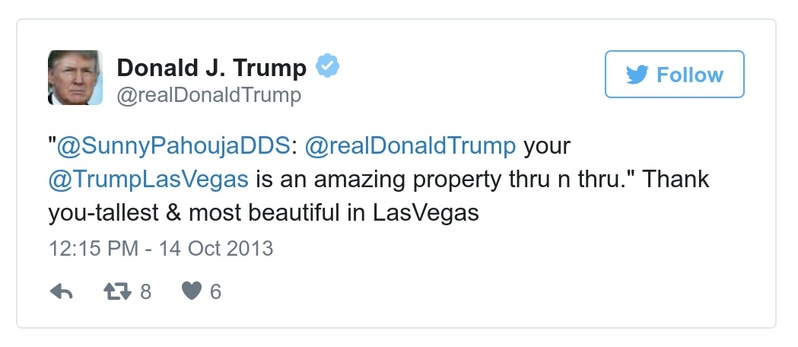 Donald J. Trump
@realDonaldTrump
Follow
"@SunnyPahoujaDDS: @realDonaldTrump your
@TrumpLasVegas is an amazing property thru n thru." Thank
you-tallest & most beautiful in LasVegas
12:15 PM - 14 Oct 2013
8 6